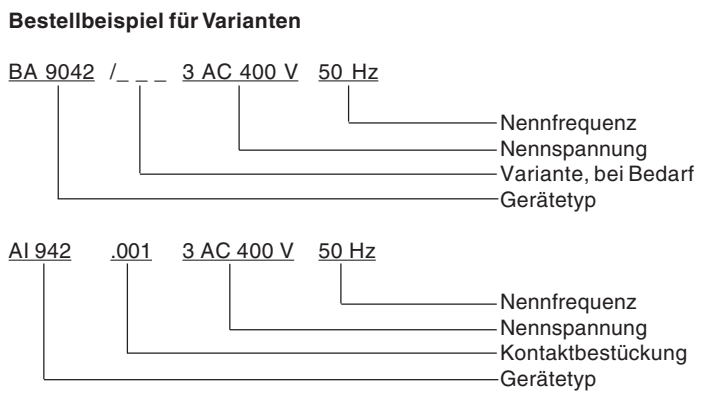 Bestellbeispiel für Varianten
BA 9042 /_ _ _ 3 AC 400 V 50 Hz
Nennfrequenz
Nennspannung
Variante, bei Bedarf
Gerätetyp
AI 942 .001 3 AC 400 V 50 Hz
Nennfrequenz
Nennspannung
Kontaktbestückung
Gerätetyp